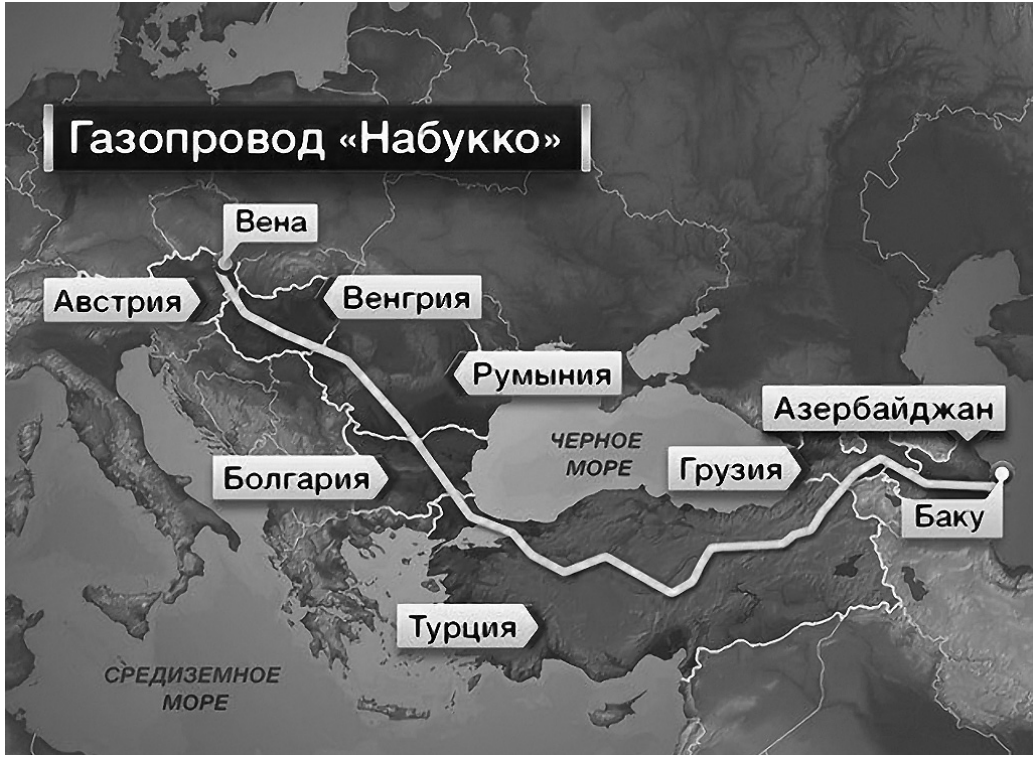 Газопровод «Набукко»
Вена
Австрия
Венгрия
Румыния
Азербайджан
ЧЕРНОЕ
МОРЕ
Грузия
Болгария
Баку
Турция
СРЕДИЗЕМНОЕ
МОРЕ